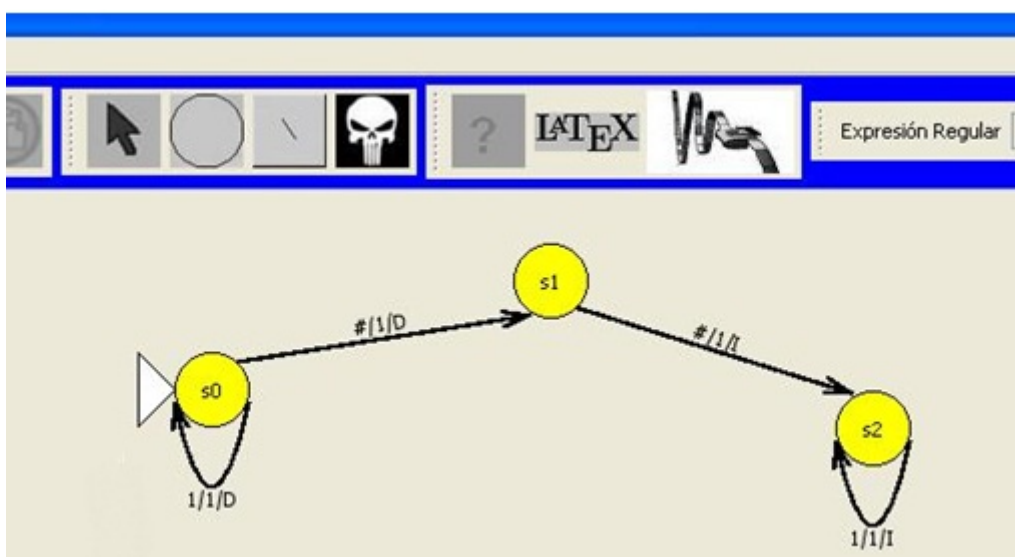 ?
LATEX
Expresión Regular
s1
#/1/D
#/1/I
s0
s2
1/1/D
1/1/I